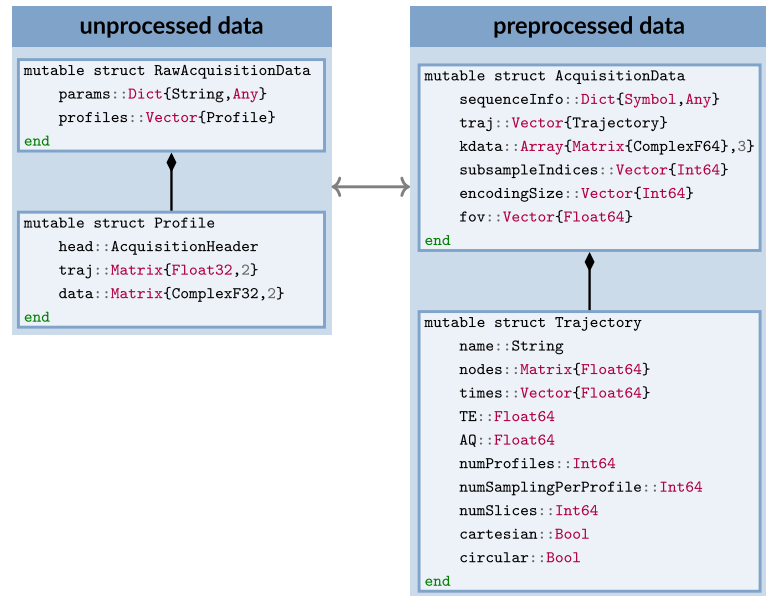 unprocessed data
mutable struct RawAcquisitionData
params::Dict{String,Any}
profiles::Vector{Profile}
end
mutable struct Profile
head::AcquisitionHeader
traj::Matrix{Float32,2}
data::Matrix{ComplexF32,2}
end
preprocessed data
mutable struct AcquisitionData
sequenceInfo::Dict{Symbol,Any}
traj::Vector{Trajectory}
kdata::Array{Matrix{ComplexF64},3}
subsampleIndices::Vector{Int64}
encodingSize::Vector{Int64}
fov::Vector{Float64}
end
mutable struct Trajectory
name::String
nodes::Matrix{Float64}
times::Vector{Float64}
TE::Float64
AQ::Float64
numProfiles::Int64
numSamplingPerProfile::Int64
numSlices::Int64
cartesian::Bool
circular::Bool
end